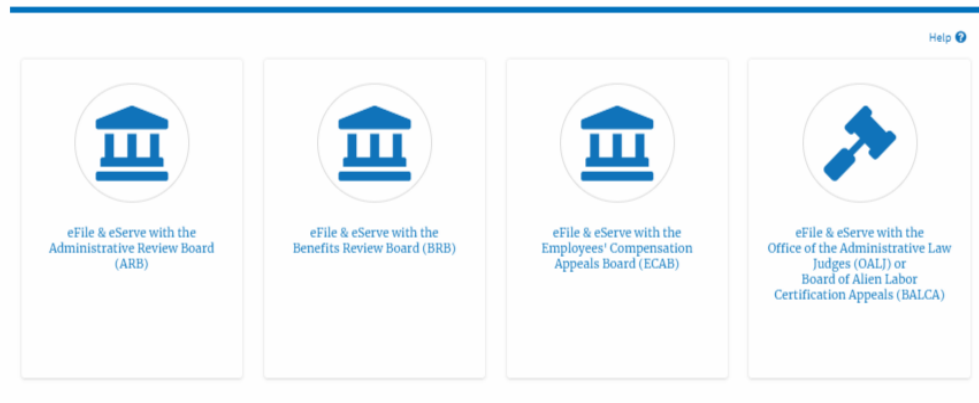 Help
eFile & eServe with the
Administrative Review Board
(ARB)
eFile & eServe with the
Benefits Review Board (BRB)
eFile & eServe with the
Employees' Compensation
Appeals Board (ECAB)
eFile & eServe with the
Office of the Administrative Law
Judges (OALJ) or
Board of Alien Labor
Certification Appeals (BALCA)